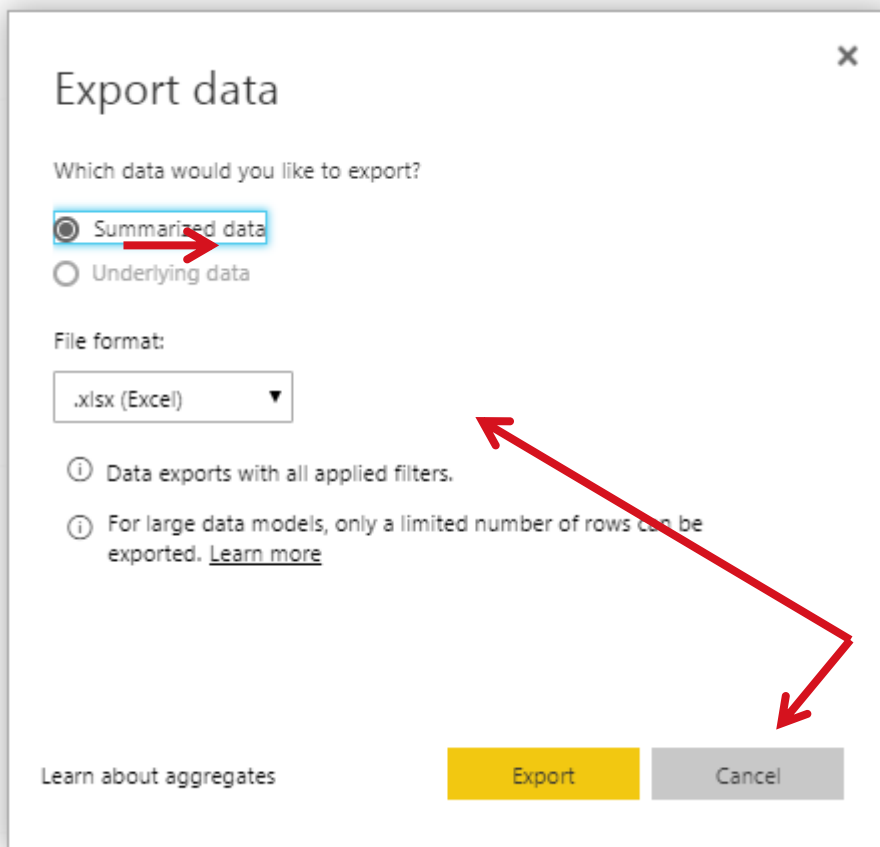 Export data
Which data would you like to export?
Summarized data
Underlying data
File format:
.xlsx (Excel)
Data exports with all applied filters.
For large data models, only a limited number of rows can be
exported. Learn more
Learn about aggregates
Export
Cancel